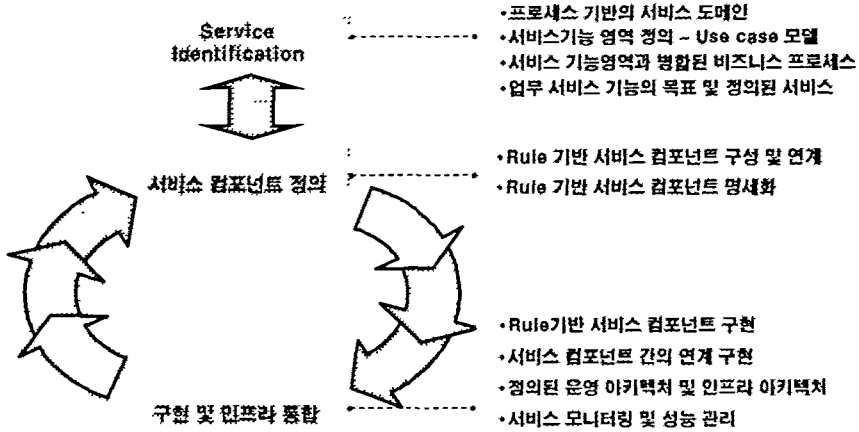 Service
Identification
•프로세스 기반의 서비스 도메인
•서비스기능 영역 정의 ~ Use case 모델
•서비스 기능영역과 병합된 비즈니스 프로세스
•업무 서비스 기능의 목표 및 정의된 서비스
서비스 컴포넌트 정의
•Rule 기반 서비스 컴포넌트 구성 및 연계
•Rule 기반 서비스 컴포넌트 명세화
•Rule기반 서비스 컴포넌트 구현
•서비스 컴포넌트 간의 연계 구현
•정의된 운영 아키텍처 및 인프라 아키텍처
•서비스 모니터링 및 성능 관리
구현 및 인프라 통합